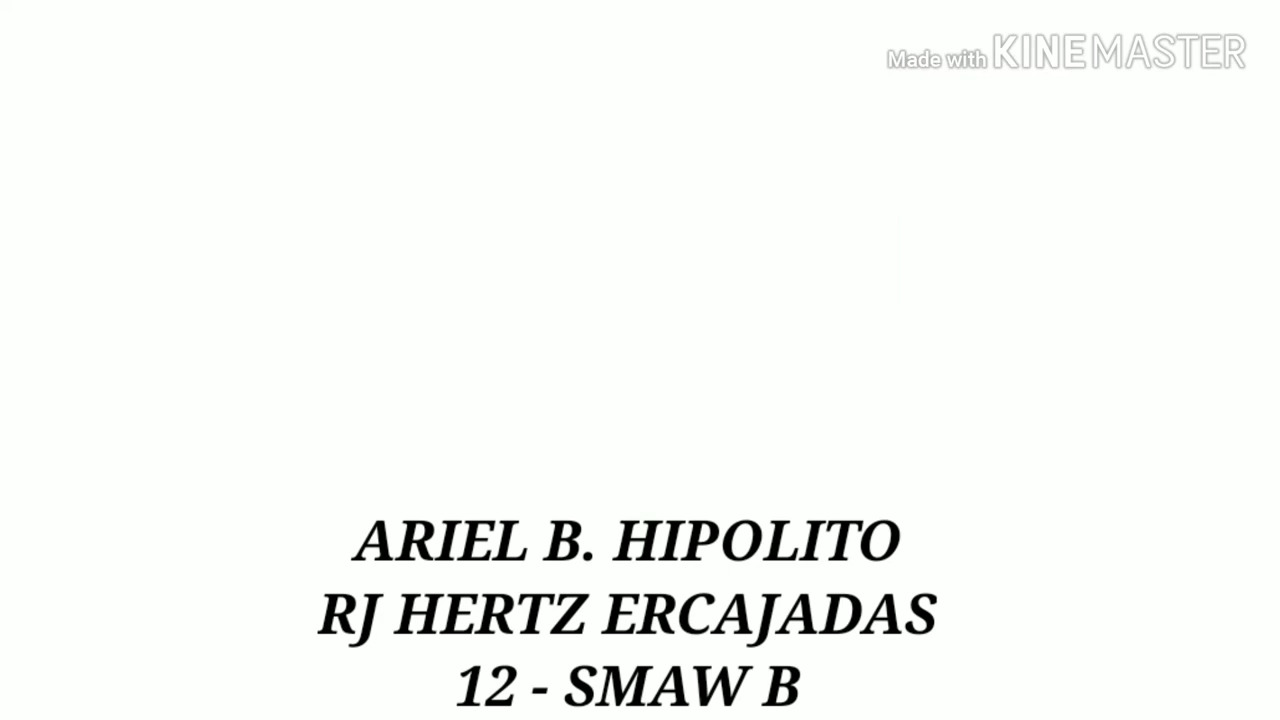 Made with KINEMASTER
ARIEL B. HIPOLITO
RJ HERTZ ERCAJADAS
12 - SMAW B